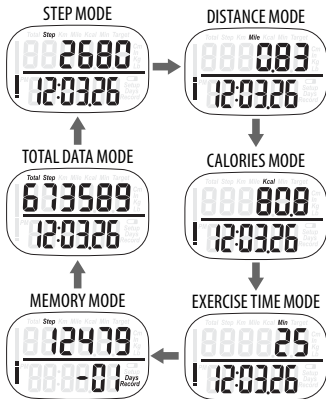 STEP MODE
Step
2680
12:03.26
DISTANCE MODE
Mile
0.83
12:03.26
CALORIES MODE
Kcal
80.8
12:03.26
EXERCISE TIME MODE
Min
25
12:03.26
MEMORY MODE
Step
12479
-01 Days
Record
TOTAL DATA MODE
Total Step
673589
12:03.26